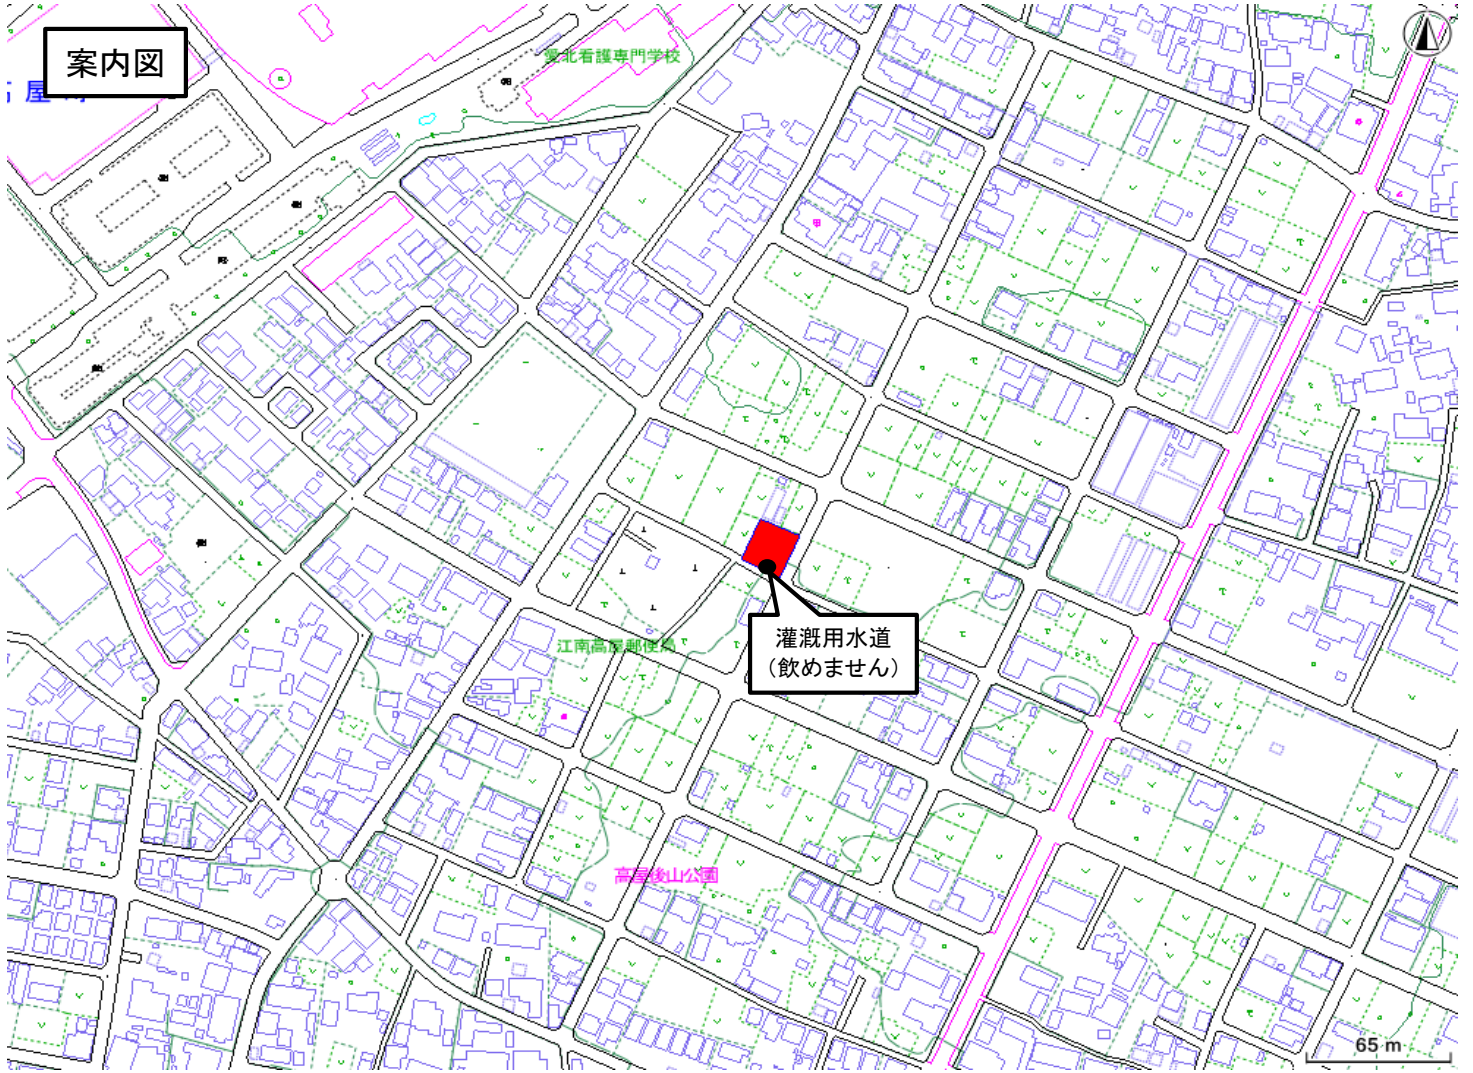 案内図
愛北看護専門学校
屋
灌漑用水道
（飲めません）
江南高屋郵便局
高屋後山公園
65 m